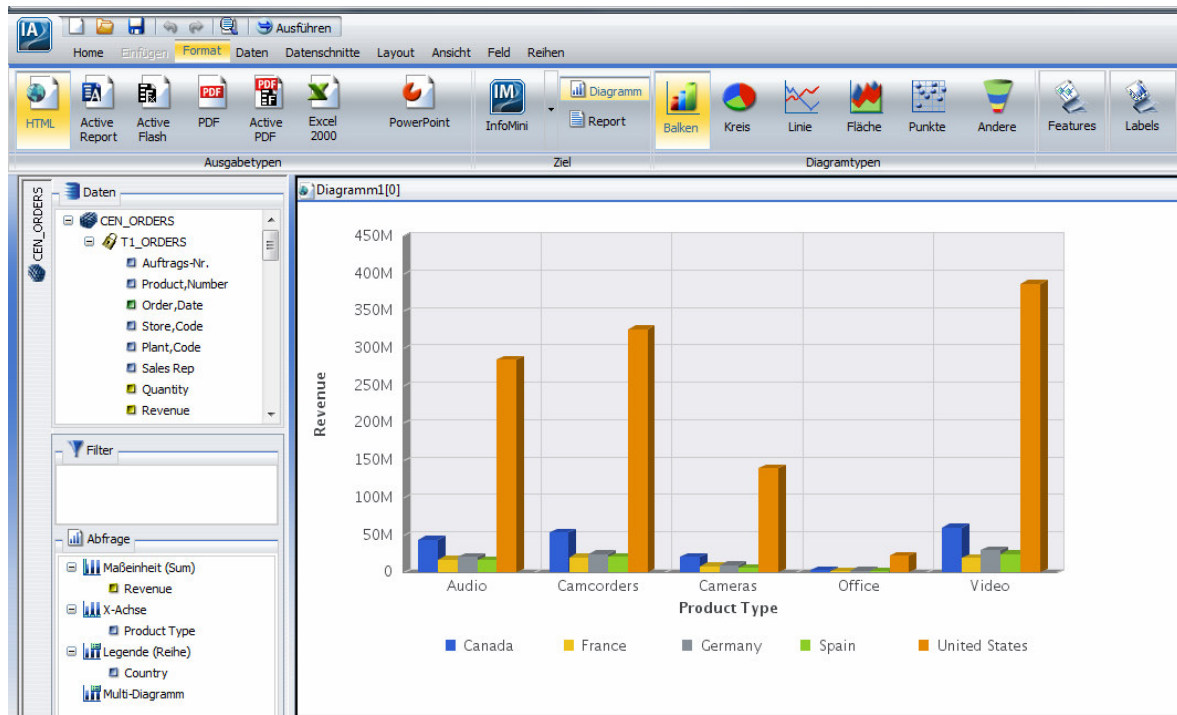 IA
Ausführen
Home Einfügen Format Daten Datenschnitte Layout Ansicht Feld Reihen
HTML
Active Report
Active Flash
PDF
PDF
PDF
Active PDF
Excel 2000
PowerPoint
IM
InfoMini
Diagramm
Report
Balken
Kreis
Linie
Fläche
Punkte
Andere
Features
Labels
Ausgabetypen
Ziel
Diagramtypen
CEN_ORDERS
Daten
CEN_ORDERS
T1_ORDERS
Auftrags-Nr.
Product,Number
Order,Date
Store,Code
Plant,Code
Sales Rep
Quantity
Revenue
Filter
Abfrage
Maßeinheit (Sum)
Revenue
X-Achse
Product Type
Legende (Reihe)
Country
Multi-Diagramm
Diagramm1[0]
450M
400M
350M
300M
250M
200M
150M
100M
50M
0
Revenue
Audio Camcorders Cameras Office Video
Product Type
Canada France Germany Spain United States